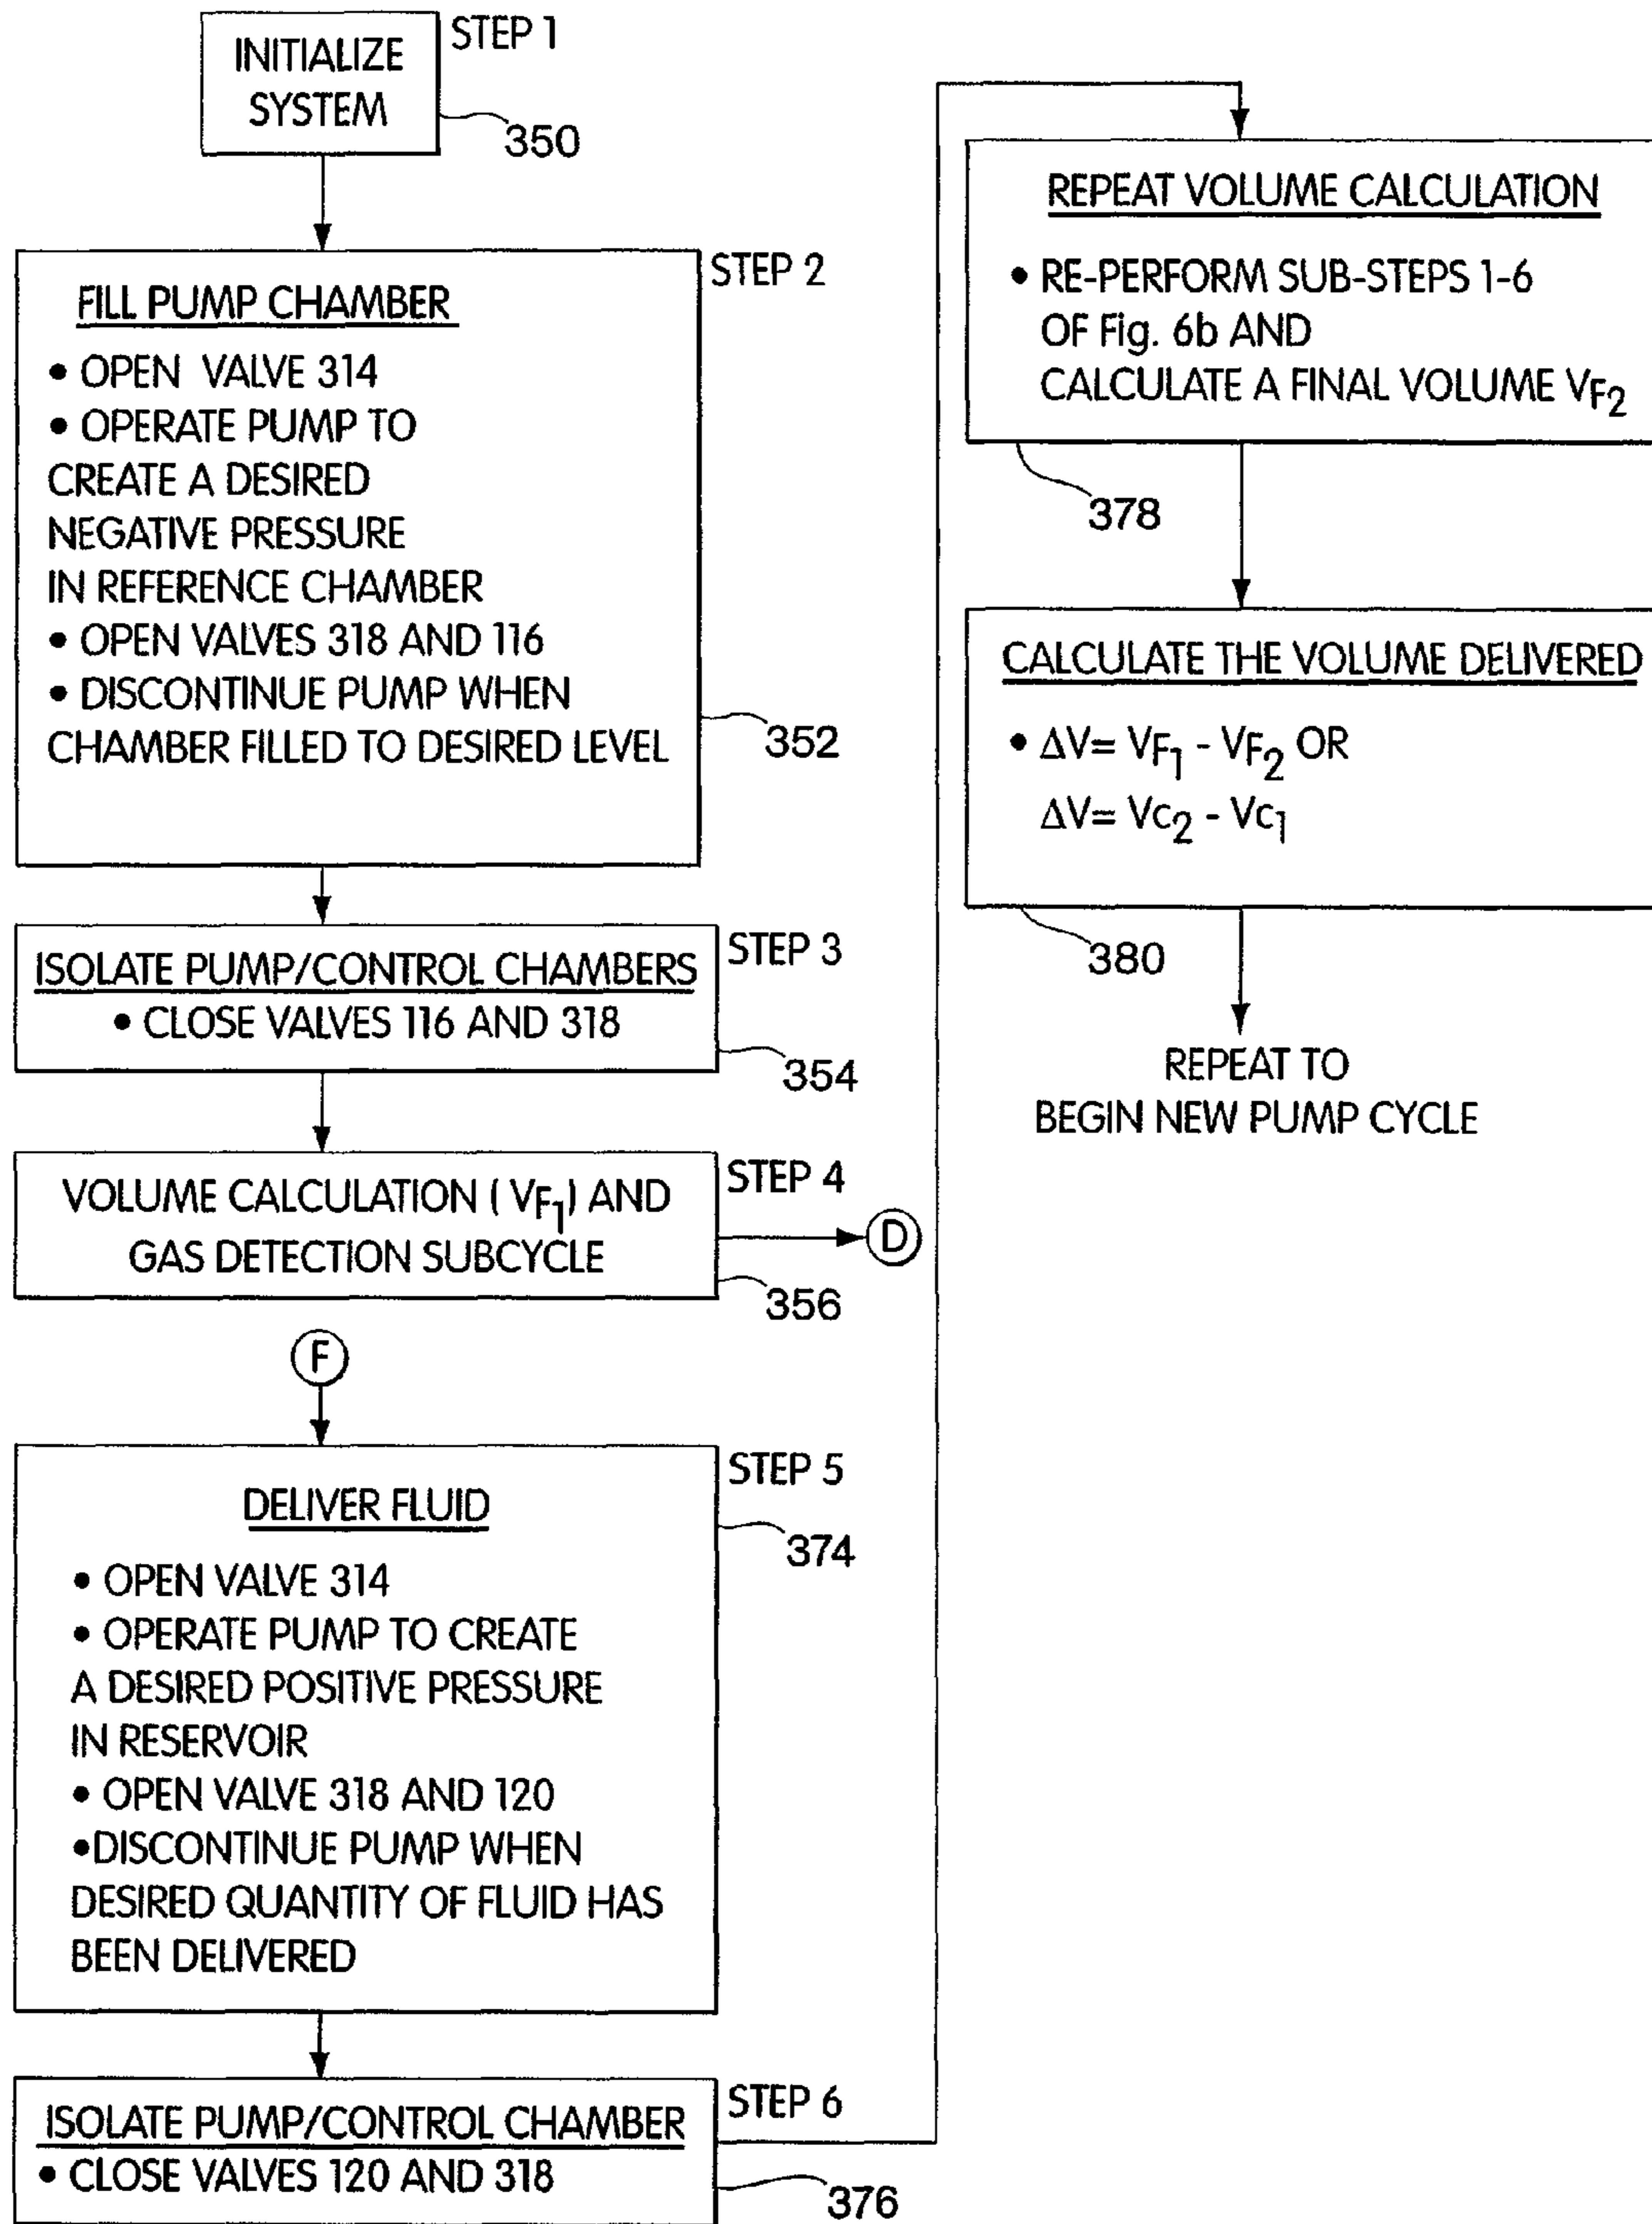 INITIALIZE
SYSTEM
STEP 1
350
FILL PUMP CHAMBER
STEP 2
• OPEN VALVE 314
• OPERATE PUMP TO
CREATE A DESIRED
NEGATIVE PRESSURE
IN REFERENCE CHAMBER
• OPEN VALVES 318 AND 116
• DISCONTINUE PUMP WHEN
CHAMBER FILLED TO DESIRED LEVEL
352
ISOLATE PUMP/CONTROL CHAMBERS
STEP 3
• CLOSE VALVES 116 AND 318
354
VOLUME CALCULATION ( VF1) AND
GAS DETECTION SUBCYCLE
STEP 4
D
356
F
DELIVER FLUID
STEP 5
374
• OPEN VALVE 314
• OPERATE PUMP TO CREATE
A DESIRED POSITIVE PRESSURE
IN RESERVOIR
• OPEN VALVE 318 AND 120
•DISCONTINUE PUMP WHEN
DESIRED QUANTITY OF FLUID HAS
BEEN DELIVERED
ISOLATE PUMP/CONTROL CHAMBER
STEP 6
• CLOSE VALVES 120 AND 318
376
REPEAT VOLUME CALCULATION
• RE-PERFORM SUB-STEPS 1-6
OF Fig. 6b AND
CALCULATE A FINAL VOLUME VF2
378
CALCULATE THE VOLUME DELIVERED
• ΔV= VF1 - VF2 OR
ΔV= VC2 - VC1
380
REPEAT TO
BEGIN NEW PUMP CYCLE